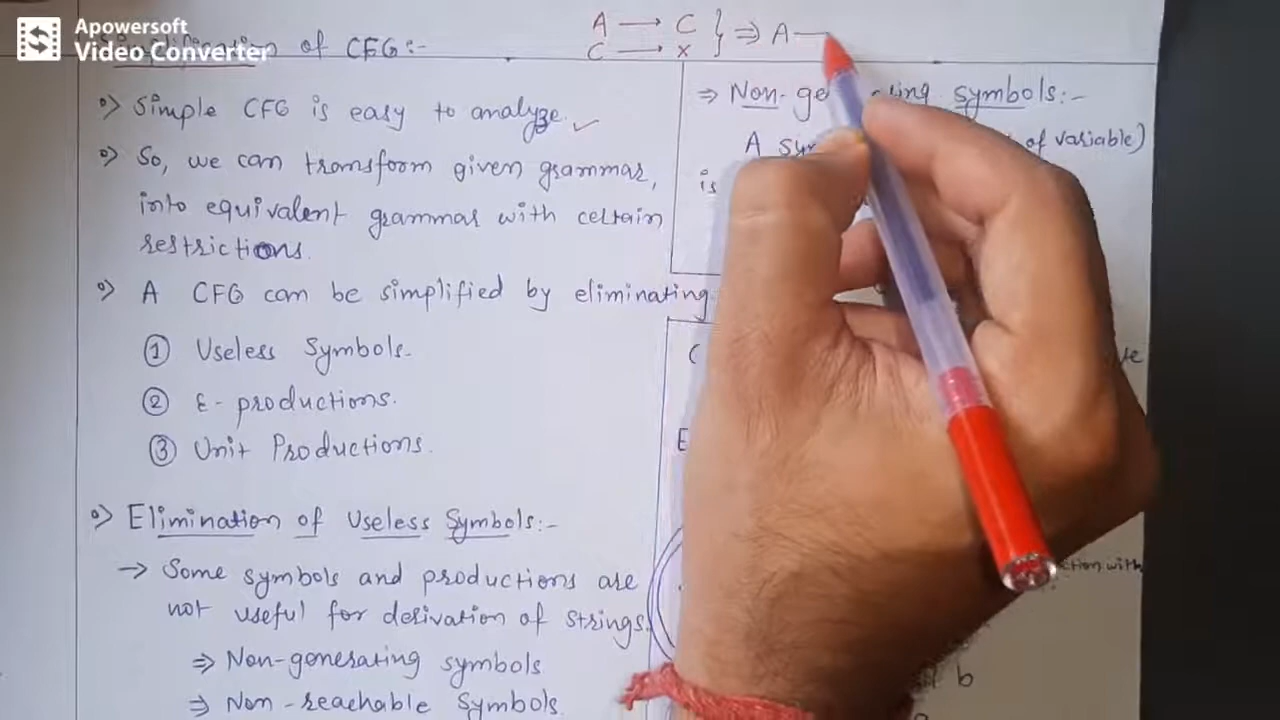 Apowersoft
Video Converter
of CFG:-
A → C } ⇒ A —
C → x
•> Simple CFG is easy to analyze. ✓
•> So, we can transform given grammar,
into equivalent grammar with certain
restrictions.
•> A CFG can be simplified by eliminating
① Useless Symbols.
② ε- productions.
③ Unit Productions.
•> Elimination of Useless Symbols:-
→ Some symbols and productions are
not useful for derivation of strings.
⇒ Non-generating symbols
⇒ Non-reachable Symbols.
⇒ Non- symbols:-
A of variable)
is
b